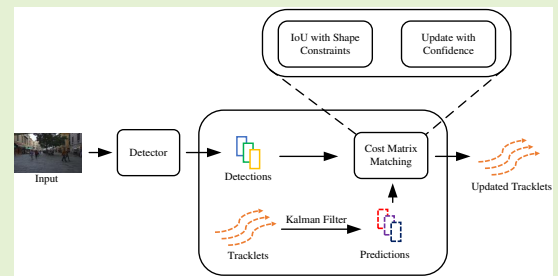 IoU with Shape
Constraints
Update with
Confidence
Detector
Input
Detections
Cost Matrix
Matching
Updated Tracklets
Kalman Filter
Tracklets
Predictions